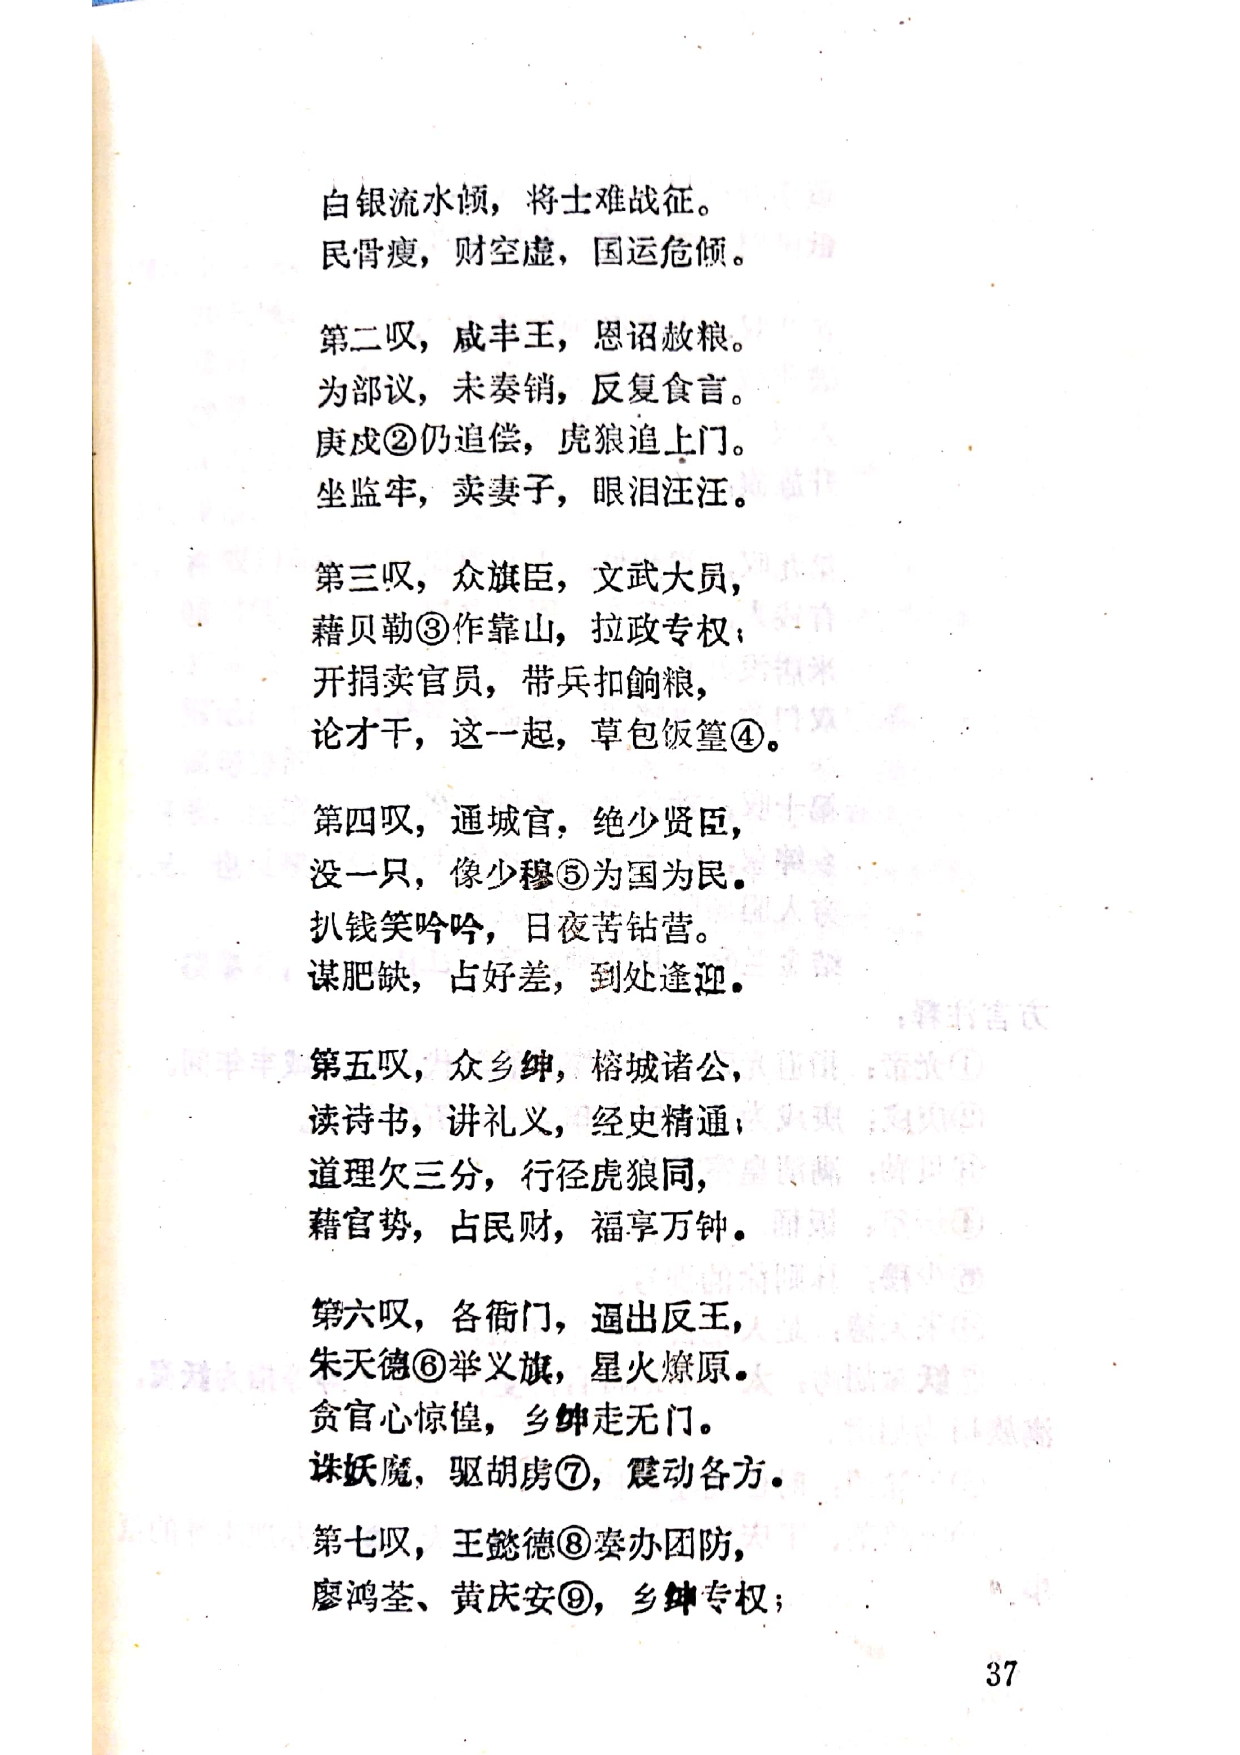 白银流水倾，将士难战征。
民骨瘦，财空虚，国运危倾。
第二叹，咸丰王，恩诏赦粮。
为部议，未奏销，反复食言。
庚戍②仍追偿，虎狼追上门。
坐监牢，卖妻子，眼泪汪汪。
第三叹，众旗臣，文武大员，
藉贝勒③作靠山，拉政专权；
开捐卖官员，带兵扣餉粮，
论才干，这一起，草包饭篁④。
第四叹，通城官，绝少贤臣，
没一只，像少穆⑤为国为民。
扒钱笑吟吟，日夜苦钻营。
谋肥缺，占好差，到处逢迎。
第五叹，众乡绅，榕城诸公，
读诗书，讲礼义，经史精通；
道理欠三分，行径虎狼同，
藉官势，占民财，福享万钟。
第六叹，各衙门，逼出反王，
朱天德⑥举义旗，星火燎原。
贪官心惊惶，乡绅走无门。
诛妖魔，驱胡虏⑦，震动各方。
第七叹，王懿德⑧奏办团防，
廖鸿荃、黄庆安⑨，乡绅专权；
37